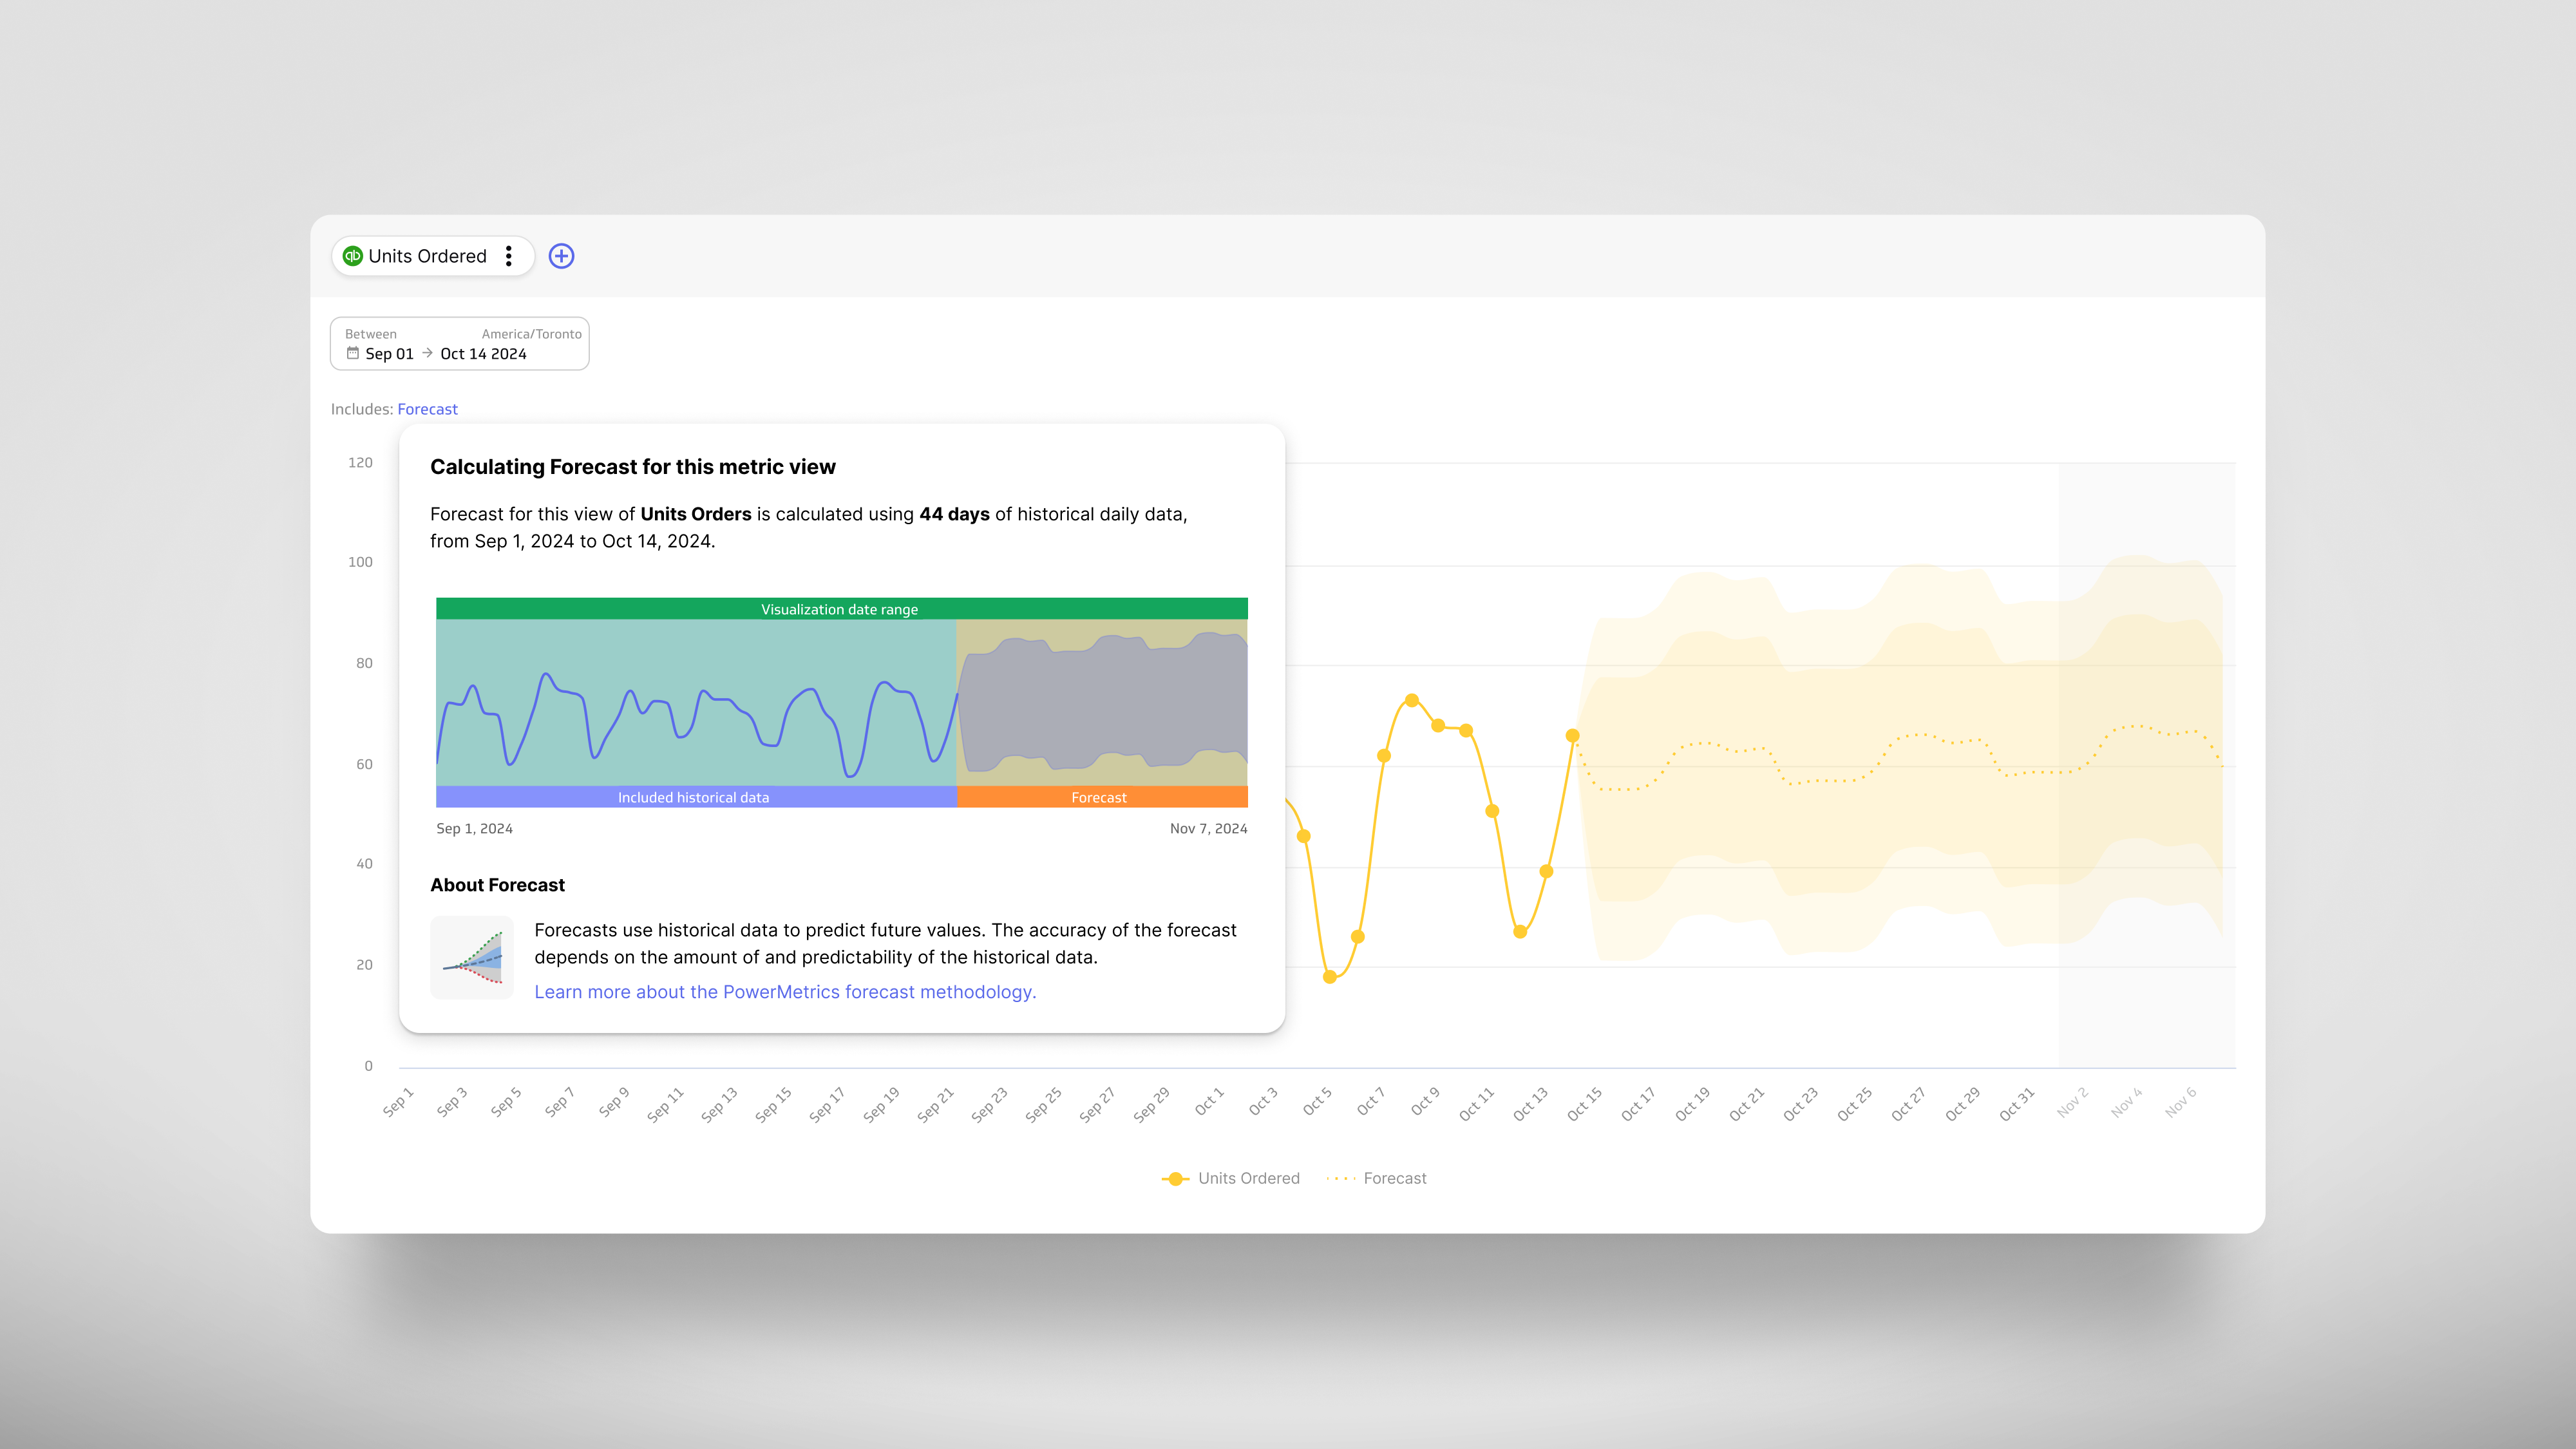 qb Units Ordered
Between America/Toronto
Sep 01 → Oct 14 2024
Includes: Forecast
120
100
80
60
40
20
0
Calculating Forecast for this metric view
Forecast for this view of Units Orders is calculated using 44 days of historical daily data,
from Sep 1, 2024 to Oct 14, 2024.
Visualization date range
Included historical data Forecast
Sep 1, 2024 Nov 7, 2024
About Forecast
Forecasts use historical data to predict future values. The accuracy of the forecast
depends on the amount of and predictability of the historical data.
Learn more about the PowerMetrics forecast methodology.
Sep 1 Sep 3 Sep 5 Sep 7 Sep 9 Sep 11 Sep 13 Sep 15 Sep 17 Sep 19 Sep 21 Sep 23 Sep 25 Sep 27 Sep 29 Oct 1 Oct 3 Oct 5 Oct 7 Oct 9 Oct 11 Oct 13 Oct 15 Oct 17 Oct 19 Oct 21 Oct 23 Oct 25 Oct 27 Oct 29 Oct 31 Nov 2 Nov 4 Nov 6
Units Ordered Forecast